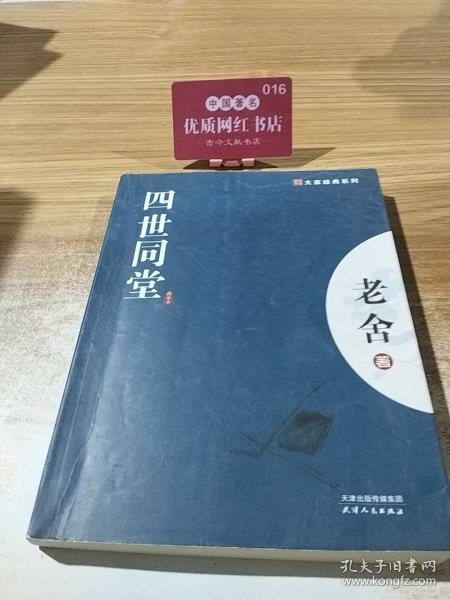 016
中国著名
优质网红书店
古今文献书店
大家经典系列
四世同堂
老舍
著
天津出版传媒集团
天津人民出版社
孔夫子旧书网
www.kongfz.com